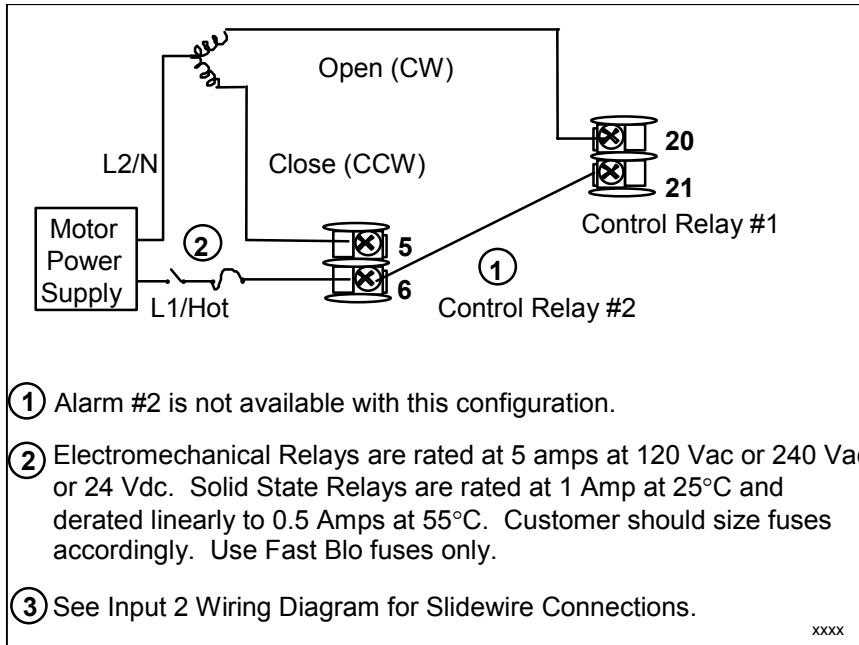 Open (CW)
20
L2/N
Close (CCW)
21
Control Relay #1
Motor
Power
Supply
2
5
6
1
L1/Hot
Control Relay #2
1 Alarm #2 is not available with this configuration.
2 Electromechanical Relays are rated at 5 amps at 120 Vac or 240 Vac
or 24 Vdc. Solid State Relays are rated at 1 Amp at 25°C and
derated linearly to 0.5 Amps at 55°C. Customer should size fuses
accordingly. Use Fast Blo fuses only.
3 See Input 2 Wiring Diagram for Slidewire Connections.
xxxx